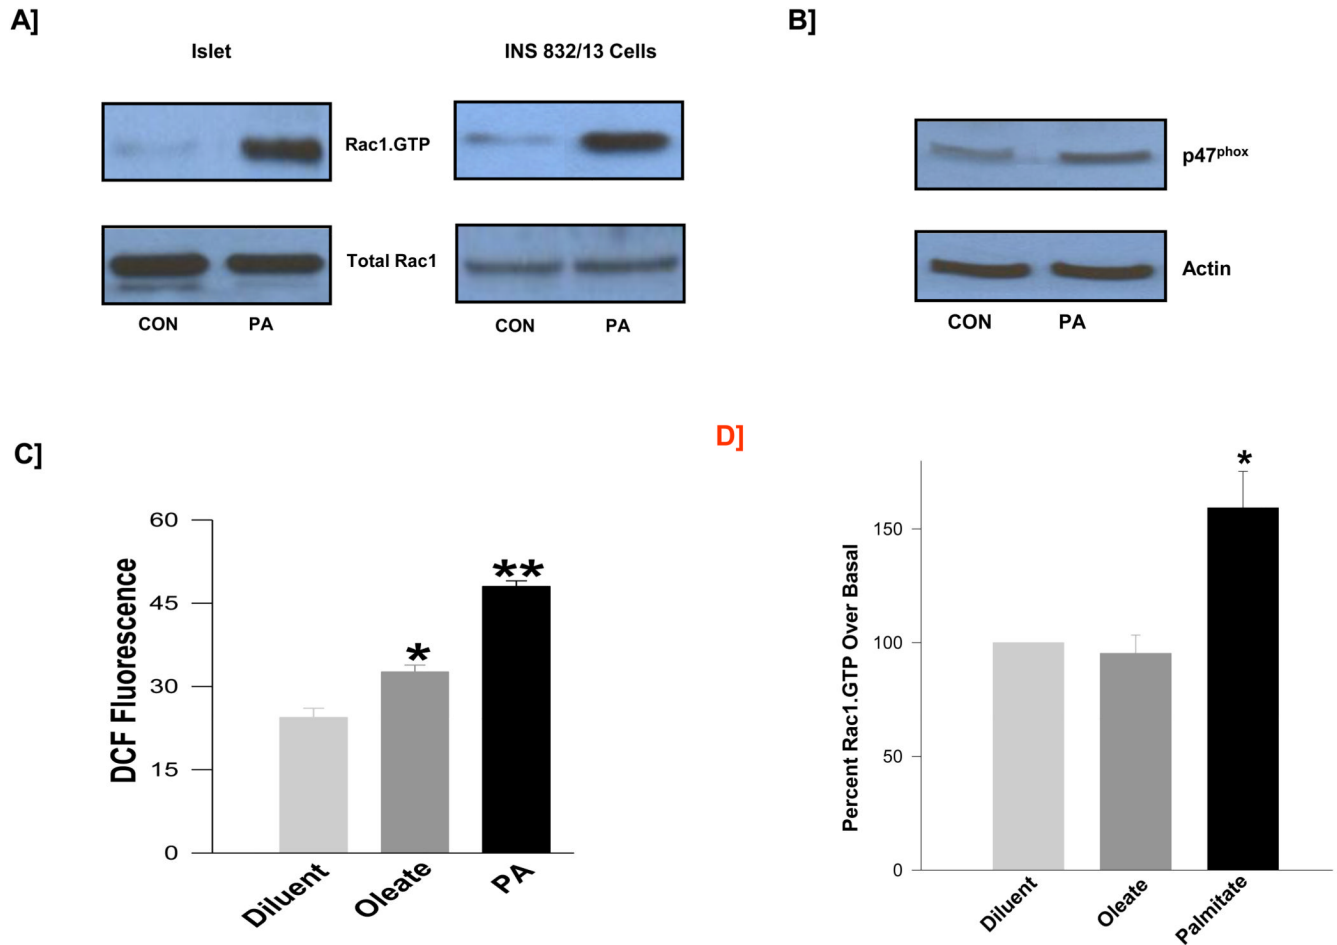 A]
Islet
INS 832/13 Cells
Rac1.GTP
Total Rac1
CON PA
CON PA
B]
p47phox
Actin
CON PA
C]
DCF Fluorescence
60
45
30
15
0
*
**
Diluent
Oleate
PA
D]
Percent Rac1.GTP Over Basal
150
100
50
0
*
Diluent
Oleate
Palmitate